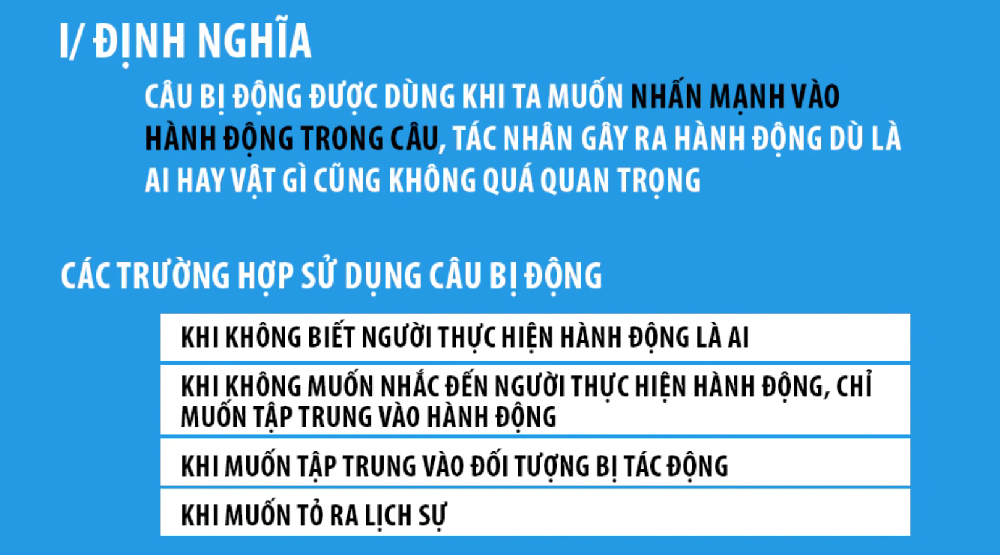 I/ ĐỊNH NGHĨA
CÂU BỊ ĐỘNG ĐƯỢC DÙNG KHI TA MUỐN NHẤN MẠNH VÀO
HÀNH ĐỘNG TRONG CÂU, TÁC NHÂN GÂY RA HÀNH ĐỘNG DÙ LÀ
AI HAY VẬT GÌ CŨNG KHÔNG QUÁ QUAN TRỌNG
CÁC TRƯỜNG HỢP SỬ DỤNG CÂU BỊ ĐỘNG
KHI KHÔNG BIẾT NGƯỜI THỰC HIỆN HÀNH ĐỘNG LÀ AI
KHI KHÔNG MUỐN NHẮC ĐẾN NGƯỜI THỰC HIỆN HÀNH ĐỘNG, CHỈ
MUỐN TẬP TRUNG VÀO HÀNH ĐỘNG
KHI MUỐN TẬP TRUNG VÀO ĐỐI TƯỢNG BỊ TÁC ĐỘNG
KHI MUỐN TỎ RA LỊCH SỰ